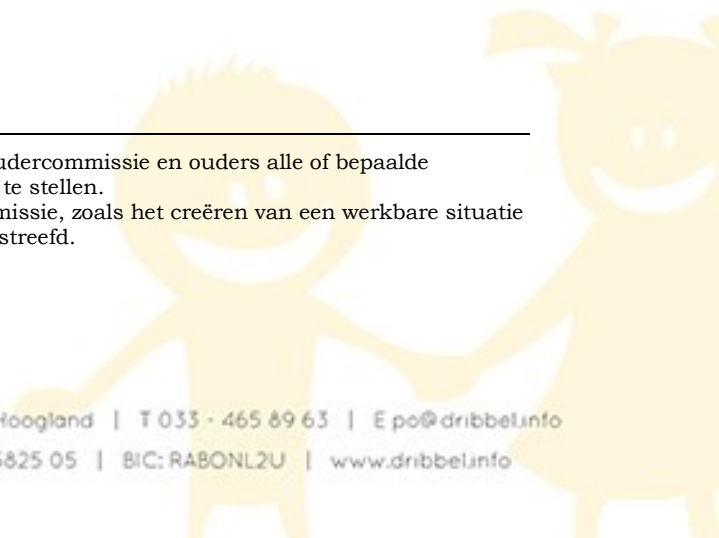 udercommissie en ouders alle of bepaalde
te stellen.
missie, zoals het creëren van een werkbare situatie
streefd.
Hoogland | T 033 - 465 89 63 | E po@dribbel.info
5825 05 | BIC: RABONL2U | www.dribbel.info